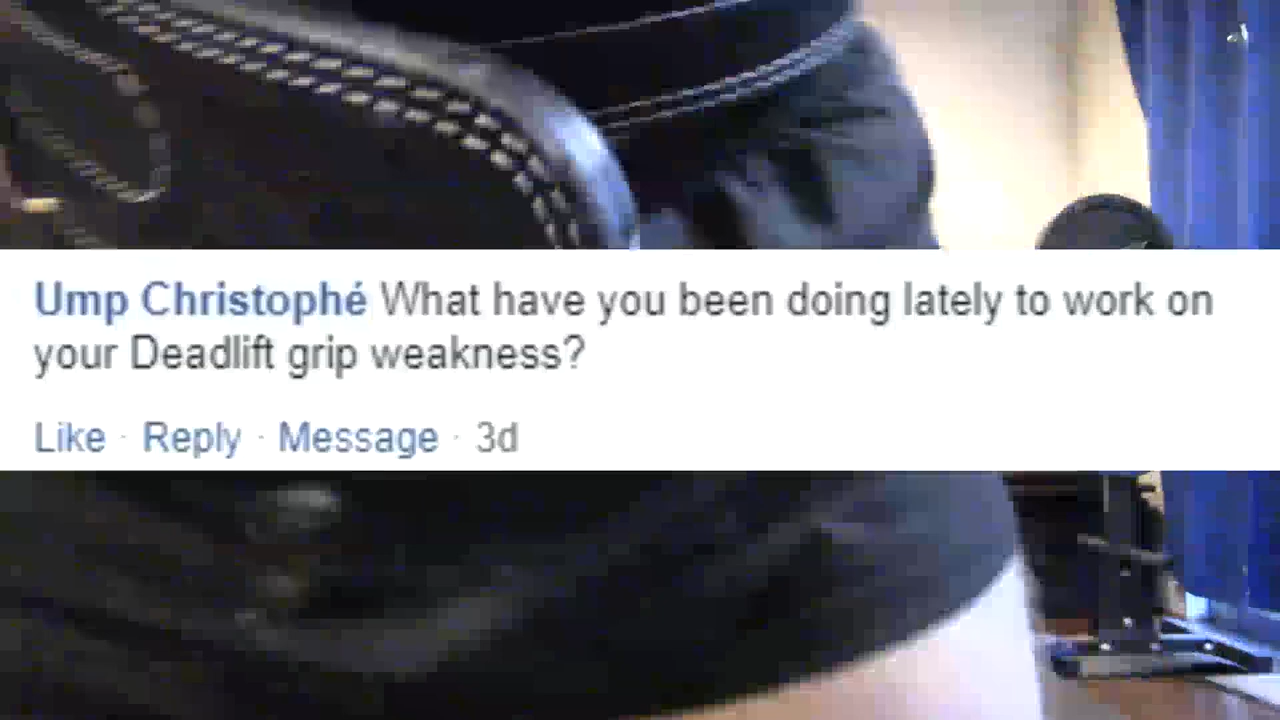 Ump Christophé What have you been doing lately to work on
your Deadlift grip weakness?
Like · Reply · Message · 3d